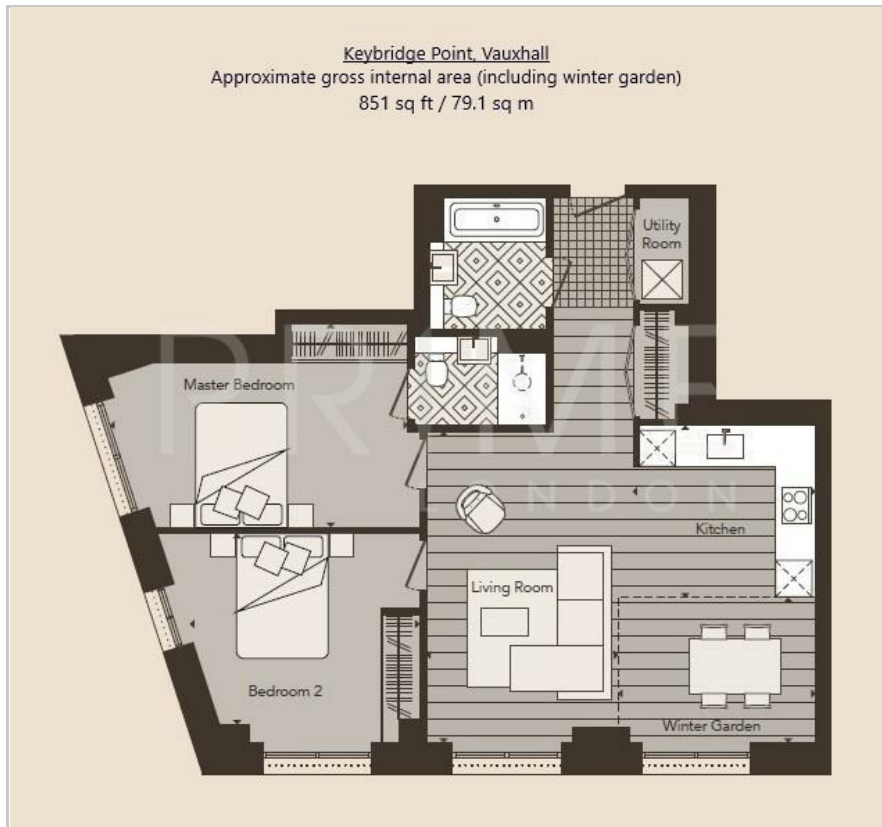 Keybridge Point, Vauxhall
Approximate gross internal area (including winter garden)
851 sq ft / 79.1 sq m
Utility
Room
PRIME
LONDON
Master Bedroom
Kitchen
Living Room
Bedroom 2
Winter Garden